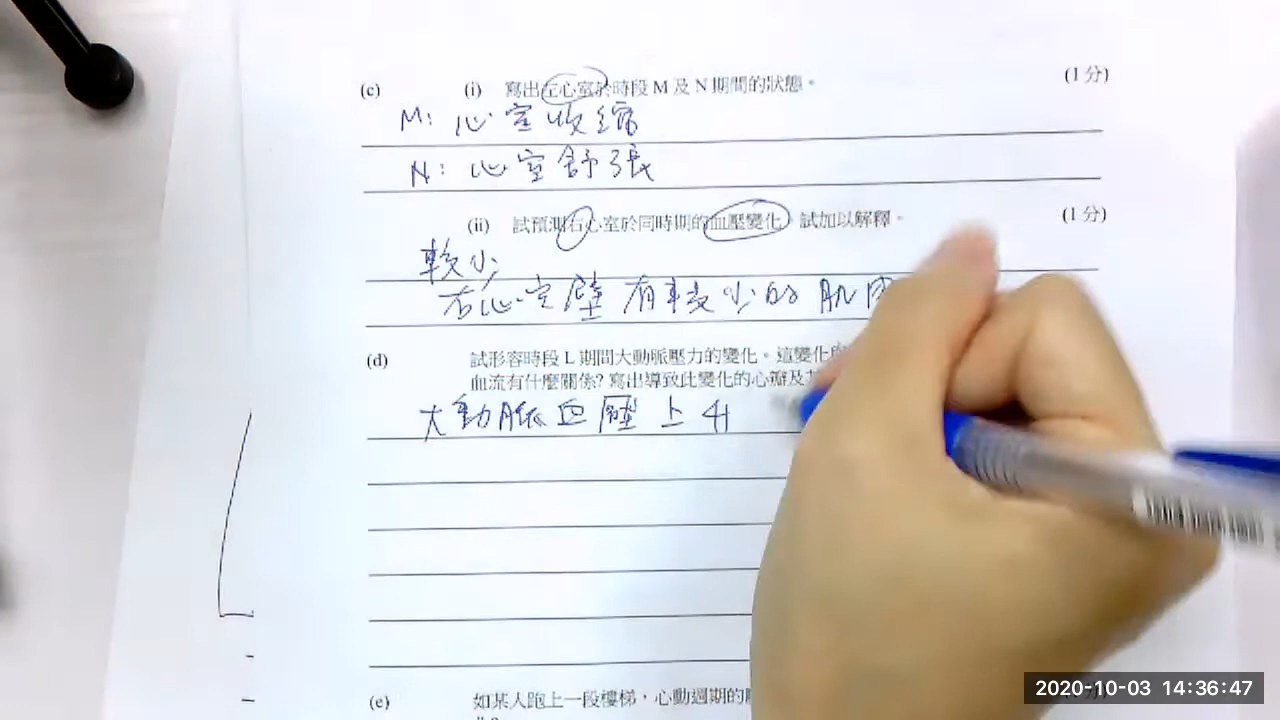 (c) (i) 寫出左心室於時段 M 及 N 期間的狀態。 (1 分)
M: 心室收縮
N: 心室舒張
(ii) 試預測右心室於同時期的血壓變化，試加以解釋。 (1 分)
較少
右心室壁有較少的肌肉
(d) 試形容時段 L 期間大動脈壓力的變化。這變化與
血流有什麼關係? 寫出導致此變化的心瓣及
大動脈血壓上升
(e) 如某人跑上一段樓梯，心動週期的
2020-10-03 14:36:47